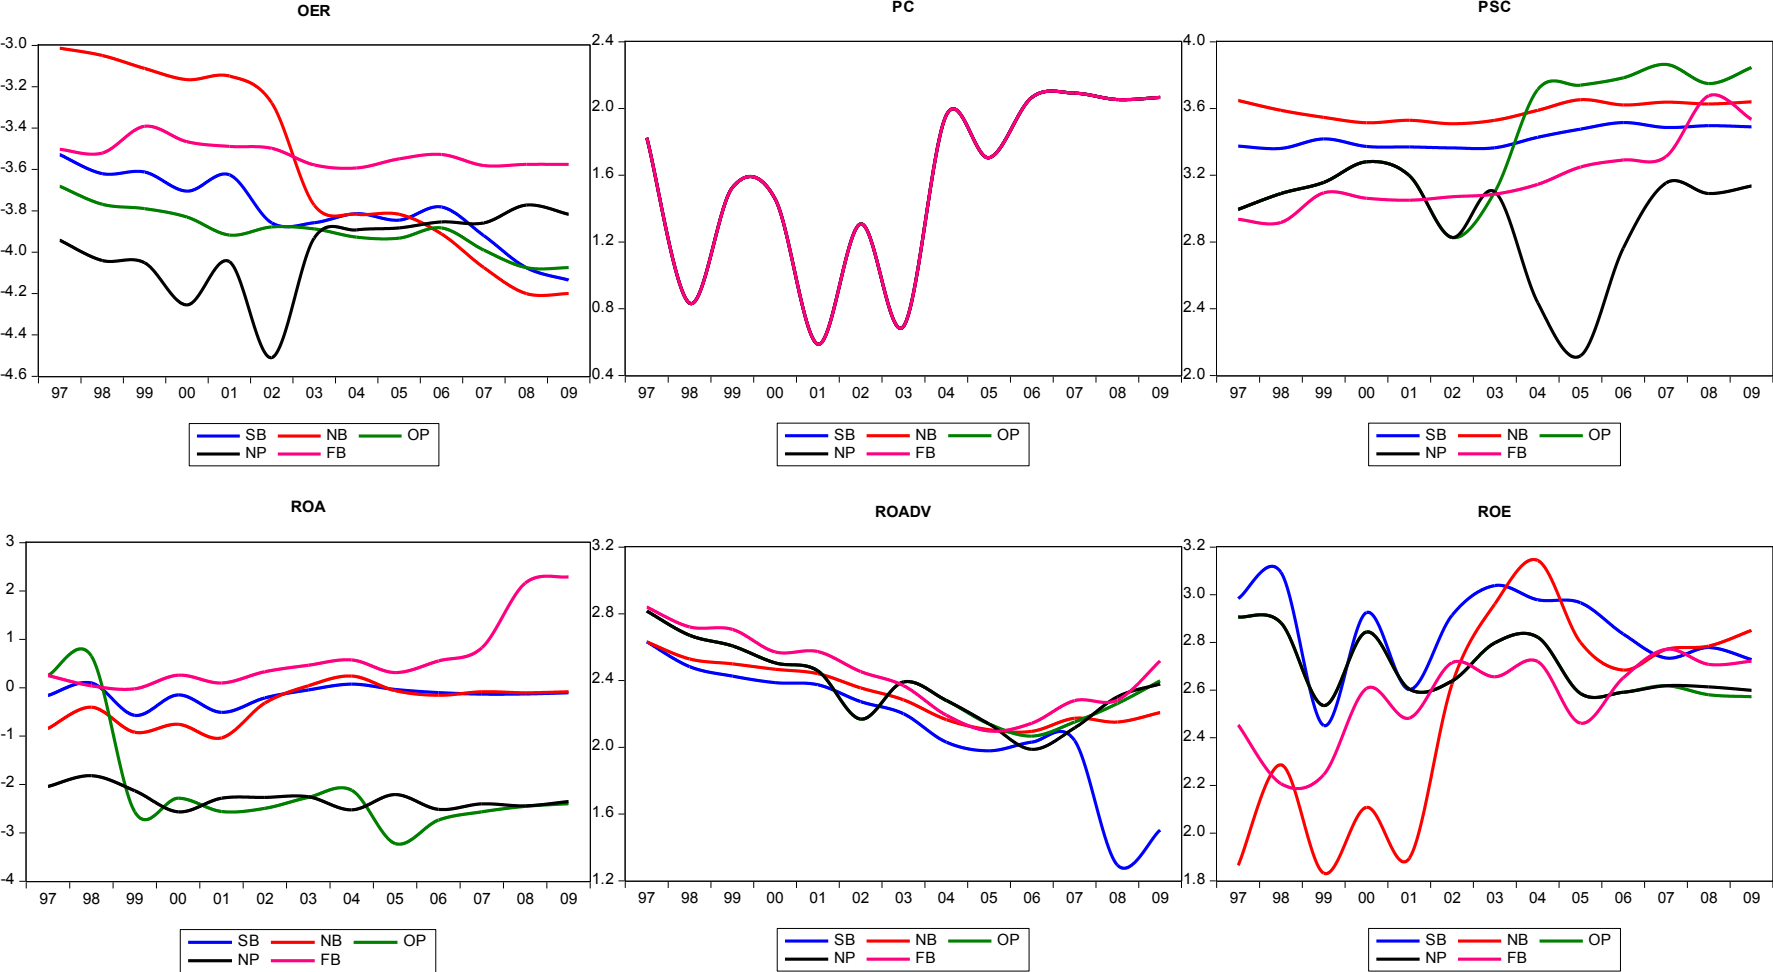 OER
-3.0
-3.2
-3.4
-3.6
-3.8
-4.0
-4.2
-4.4
-4.6
97 98 99 00 01 02 03 04 05 06 07 08 09
SB NB OP
NP FB
PC
2.4
2.0
1.6
1.2
0.8
0.4
97 98 99 00 01 02 03 04 05 06 07 08 09
SB NB OP
NP FB
PSC
4.0
3.6
3.2
2.8
2.4
2.0
97 98 99 00 01 02 03 04 05 06 07 08 09
SB NB OP
NP FB
ROA
3
2
1
0
-1
-2
-3
-4
97 98 99 00 01 02 03 04 05 06 07 08 09
SB NB OP
NP FB
ROADV
3.2
2.8
2.4
2.0
1.6
1.2
97 98 99 00 01 02 03 04 05 06 07 08 09
SB NB OP
NP FB
ROE
3.2
3.0
2.8
2.6
2.4
2.2
2.0
1.8
97 98 99 00 01 02 03 04 05 06 07 08 09
SB NB OP
NP FB